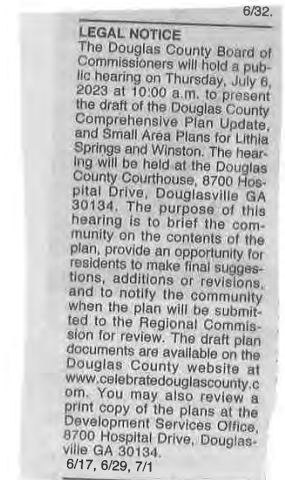 6/32.
LEGAL NOTICE
The Douglas County Board of
Commissioners will hold a pub-
lic hearing on Thursday, July 6,
2023 at 10:00 a.m. to present
the draft of the Douglas County
Comprehensive Plan Update,
and Small Area Plans for Lithia
Springs and Winston. The hear-
ing will be held at the Douglas
County Courthouse, 8700 Hos-
pital Drive, Douglasville GA
30134. The purpose of this
hearing is to brief the com-
munity on the contents of the
plan, provide an opportunity for
residents to make final sugges-
tions, additions or revisions,
and to notify the community
when the plan will be submit-
ted to the Regional Commis-
sion for review. The draft plan
documents are available on the
Douglas County website at
www.celebratedouglascounty.c
om. You may also review a
print copy of the plans at the
Development Services Office,
8700 Hospital Drive, Douglas-
ville GA 30134.
6/17, 6/29, 7/1